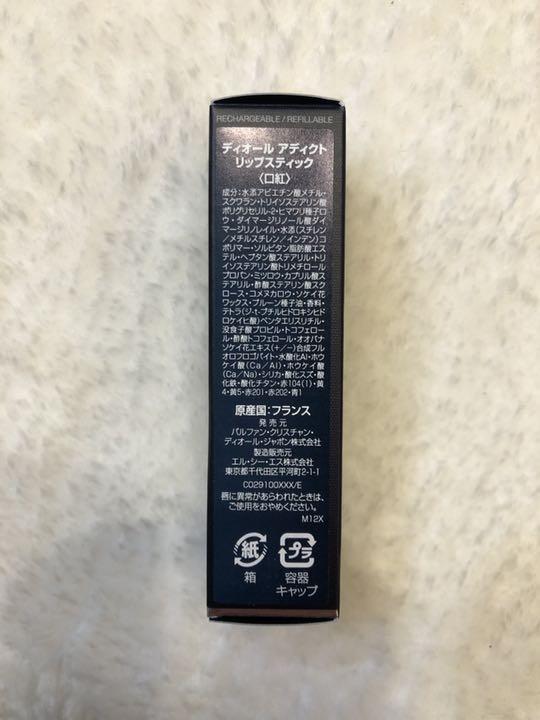 RECHARGEABLE / REFILLABLE
ディオール アディクト
リップスティック
〈口紅〉
成分:水添アビエチン酸メチル・
スクワラン・トリイソステアリン酸
ポリグリセリル-2・ヒマワリ種子ロ
ウ・ダイマージリノール酸ダイ
マージリノレイル・水添(スチレン
/メチルスチレン/インデン)コ
ポリマー・ソルビタン脂肪酸エス
テル・ヘプタン酸ステアリル・トリ
イソステアリン酸トリメチロール
プロパン・ミツロウ・カプリル酸ス
テアリル・酢酸ステアリン酸スク
ロース・コメヌカロウ・ソケイ花
ワックス・プルーン種子油・香料・
テトラ(ジ-t-ブチルヒドロキシヒド
ロケイヒ酸)ペンタエリスリチル・
没食子酸プロピル・トコフェロー
ル・酢酸トコフェロール・オオバナ
ソケイ花エキス(+/-)合成フル
オロフロゴパイト・水酸化Al・ホウ
ケイ酸(Ca/Al)・ホウケイ酸
(Ca/Na)・シリカ・酸化スズ・酸
化鉄・酸化チタン・赤104(1)・黄
4・黄5・赤201・赤202・青1
原産国:フランス
発売元
パルファン・クリスチャン・
ディオール・ジャポン株式会社
製造販売元
エル・シー・エス株式会社
東京都千代田区平河町2-1-1
C029100XXX/E
唇に異常があらわれたときは、
ご使用をおやめください。
M12X
紙 プラ
箱 容器
キャップ